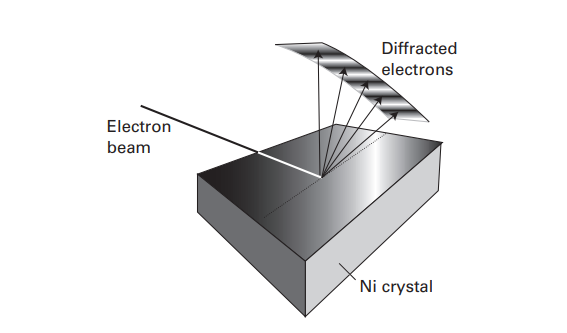 Diffracted
electrons
Electron
beam
Ni crystal